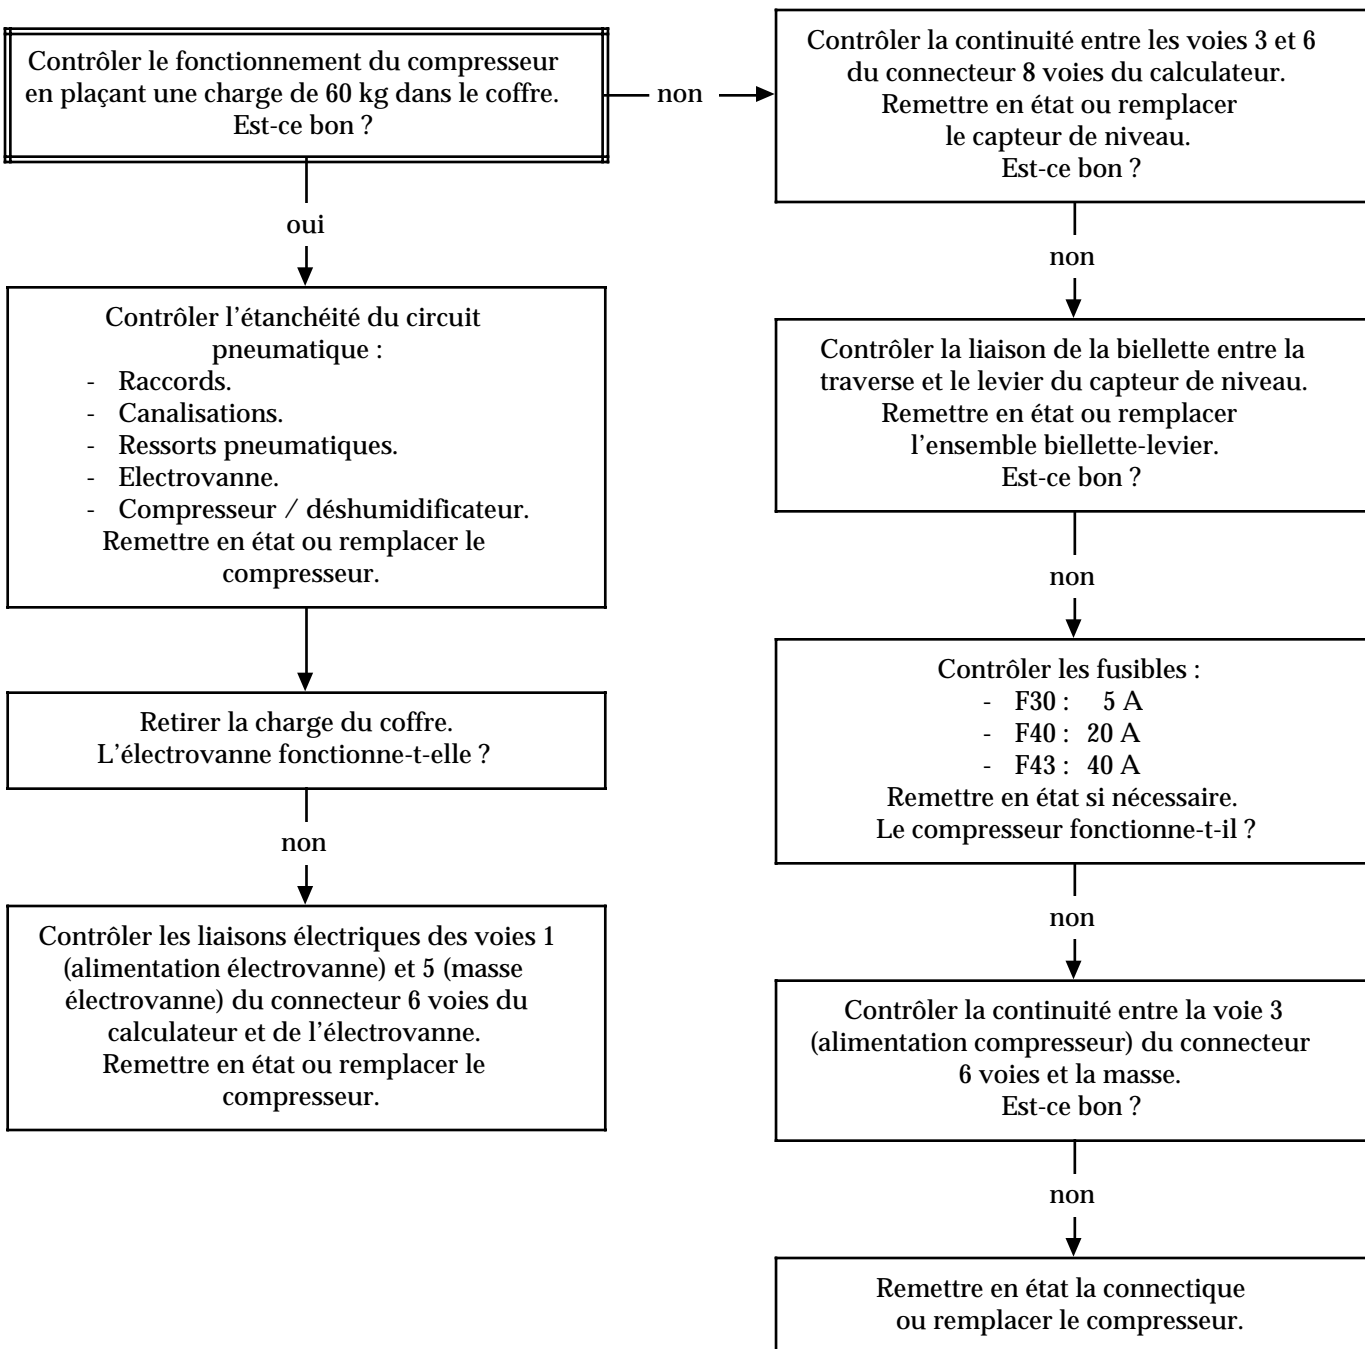 Contrôler le fonctionnement du compresseur
en plaçant une charge de 60 kg dans le coffre.
Est-ce bon ?
non
Contrôler la continuité entre les voies 3 et 6
du connecteur 8 voies du calculateur.
Remettre en état ou remplacer
le capteur de niveau.
Est-ce bon ?
oui
non
Contrôler l'étanchéité du circuit
pneumatique :
- Raccords.
- Canalisations.
- Ressorts pneumatiques.
- Electrovanne.
- Compresseur / déshumidificateur.
Remettre en état ou remplacer le
compresseur.
Contrôler la liaison de la biellette entre la
traverse et le levier du capteur de niveau.
Remettre en état ou remplacer
l'ensemble biellette-levier.
Est-ce bon ?
non
Retirer la charge du coffre.
L'électrovanne fonctionne-t-elle ?
Contrôler les fusibles :
- F30 : 5 A
- F40 : 20 A
- F43 : 40 A
Remettre en état si nécessaire.
Le compresseur fonctionne-t-il ?
non
non
Contrôler les liaisons électriques des voies 1
(alimentation électrovanne) et 5 (masse
électrovanne) du connecteur 6 voies du
calculateur et de l'électrovanne.
Remettre en état ou remplacer le
compresseur.
Contrôler la continuité entre la voie 3
(alimentation compresseur) du connecteur
6 voies et la masse.
Est-ce bon ?
non
Remettre en état la connectique
ou remplacer le compresseur.